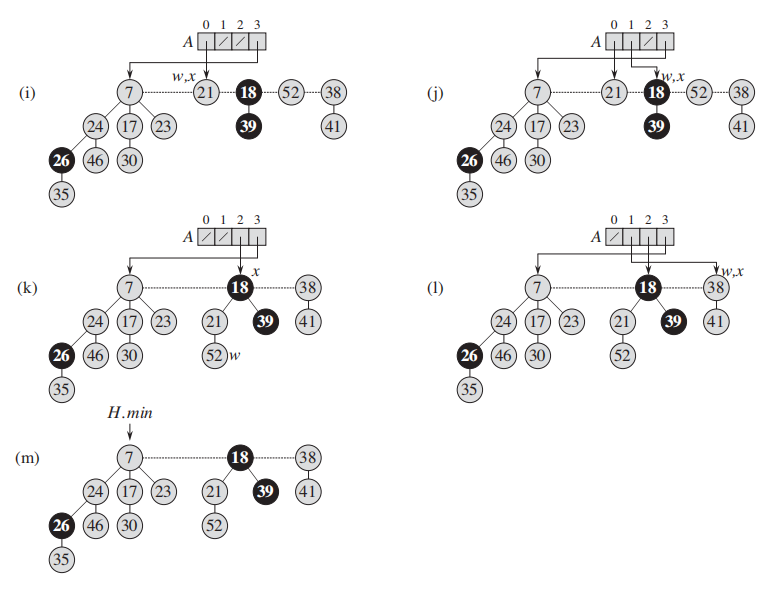 0 1 2 3 0 1 2 3
A / / A / /
(i) w,x (j) w,x
7 21 18 52 38 7 21 18 52 38
24 17 23 39 41 24 17 23 39 41
26 46 30 26 46 30
35 35
0 1 2 3 0 1 2 3
A / / A /
x w,x
(k) 7 18 38 (l) 7 18 38
24 17 23 21 39 41 24 17 23 21 39 41
26 46 30 52 w 26 46 30 52
35 35
H.min
(m) 7 18 38
24 17 23 21 39 41
26 46 30 52
35